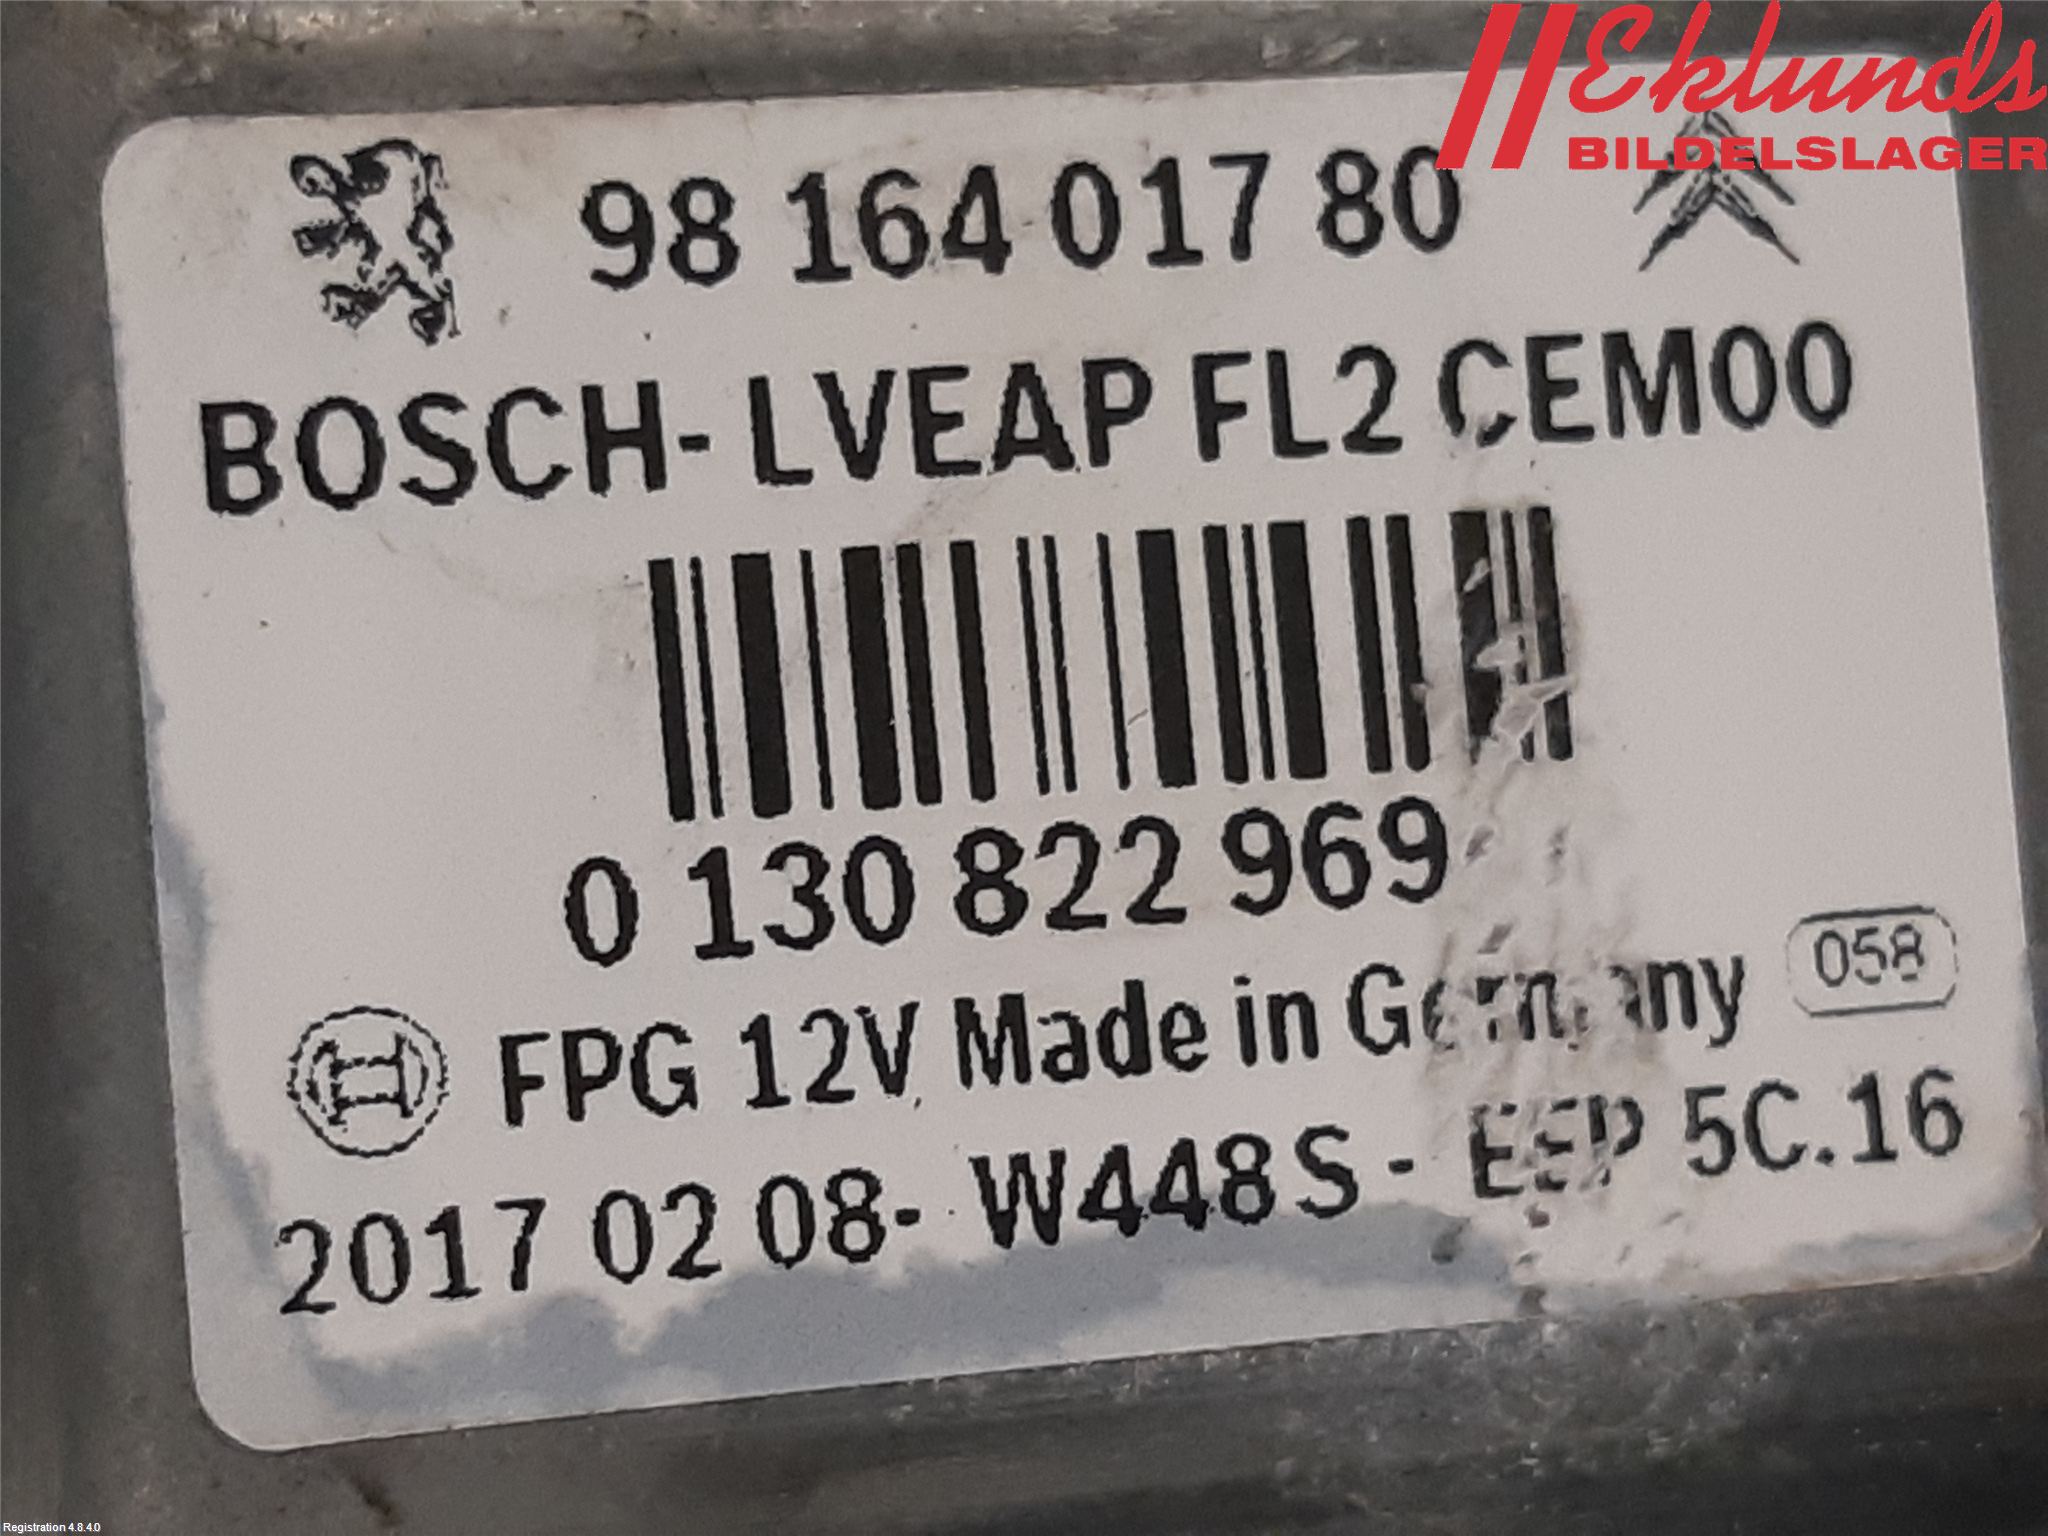 Eklunds
BILDELSLAGER
98 164 017 80
BOSCH- LVEAP FL2 CEM00
0 130 822 969
FPG 12V Made in Germany 058
2017 02 08- W448S - EEP 5C.16
Registration 4.8.4.0